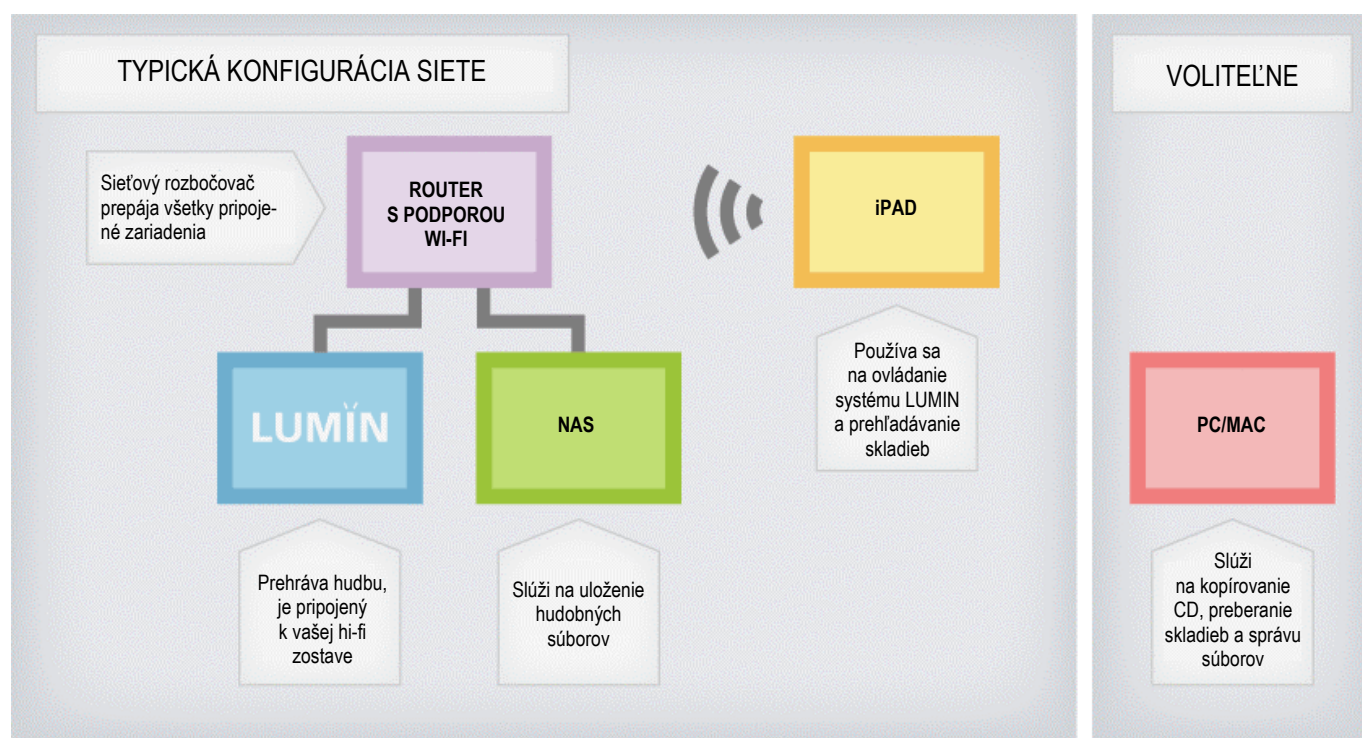 TYPICKÁ KONFIGURÁCIA SIETE
VOLITEĽNE
Sieťový rozbočovač
prepája všetky pripoje-
né zariadenia
ROUTER
S PODPOROU
WI-FI
iPAD
Používa sa
na ovládanie
systému LUMIN
a prehľadávanie
skladieb
LUMÏN
NAS
PC/MAC
Prehráva hudbu,
je pripojený
k vašej hi-fi
zostave
Slúži na uloženie
hudobných
súborov
Slúži
na kopírovanie
CD, preberanie
skladieb a správu
súborov